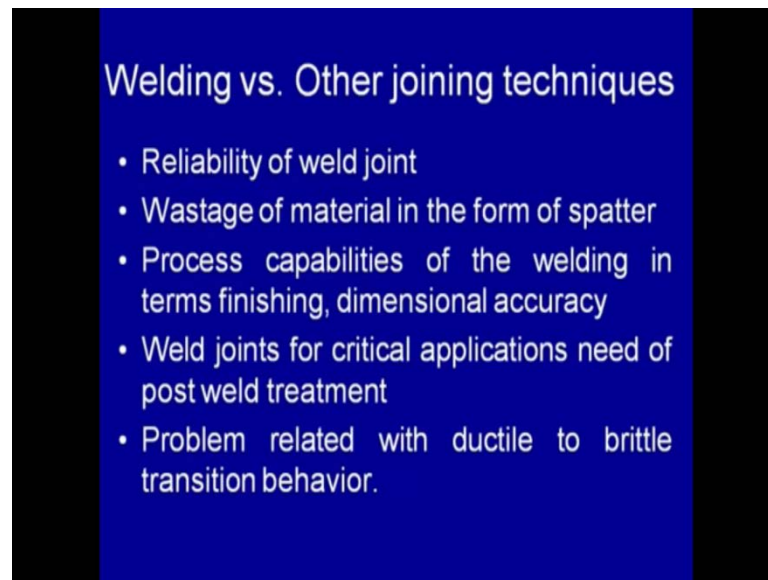 Welding vs. Other joining techniques
• Reliability of weld joint
• Wastage of material in the form of spatter
• Process capabilities of the welding in
terms finishing, dimensional accuracy
• Weld joints for critical applications need of
post weld treatment
• Problem related with ductile to brittle
transition behavior.